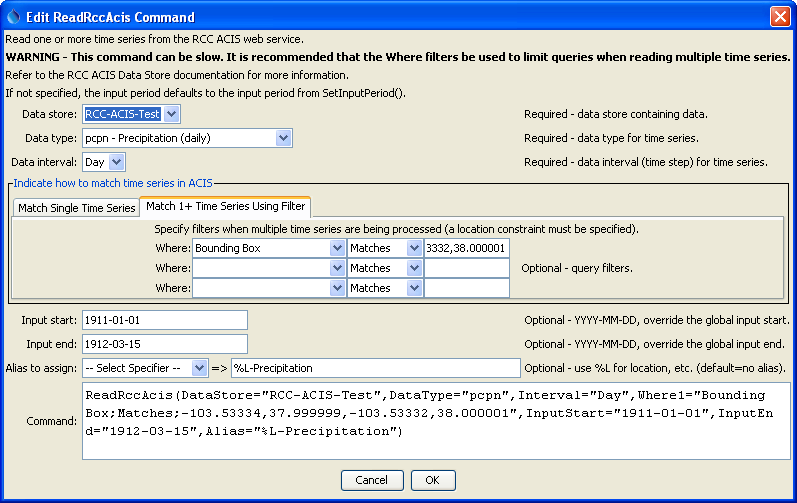 Edit ReadRccAcis Command
Read one or more time series from the RCC ACIS web service.
WARNING - This command can be slow. It is recommended that the Where filters be used to limit queries when reading multiple time series.
Refer to the RCC ACIS Data Store documentation for more information.
If not specified, the input period defaults to the input period from SetInputPeriod().
Data store: RCC-ACIS-Test Required - data store containing data.
Data type: pcpn - Precipitation (daily) Required - data type for time series.
Data interval: Day Required - data interval (time step) for time series.
Indicate how to match time series in ACIS
Match Single Time Series Match 1+ Time Series Using Filter
Specify filters when multiple time series are being processed (a location constraint must be specified).
Where: Bounding Box Matches 3332,38.000001
Where: Matches Optional - query filters.
Where: Matches
Input start: 1911-01-01 Optional - YYYY-MM-DD, override the global input start.
Input end: 1912-03-15 Optional - YYYY-MM-DD, override the global input end.
Alias to assign: -- Select Specifier -- => %L-Precipitation Optional - use %L for location, etc. (default=no alias).
Command: ReadRccAcis(DataStore="RCC-ACIS-Test",DataType="pcpn",Interval="Day",Where1="Bounding
Box;Matches;-103.53334,37.999999,-103.53332,38.000001",InputStart="1911-01-01",InputEn
d="1912-03-15",Alias="%L-Precipitation")
Cancel OK